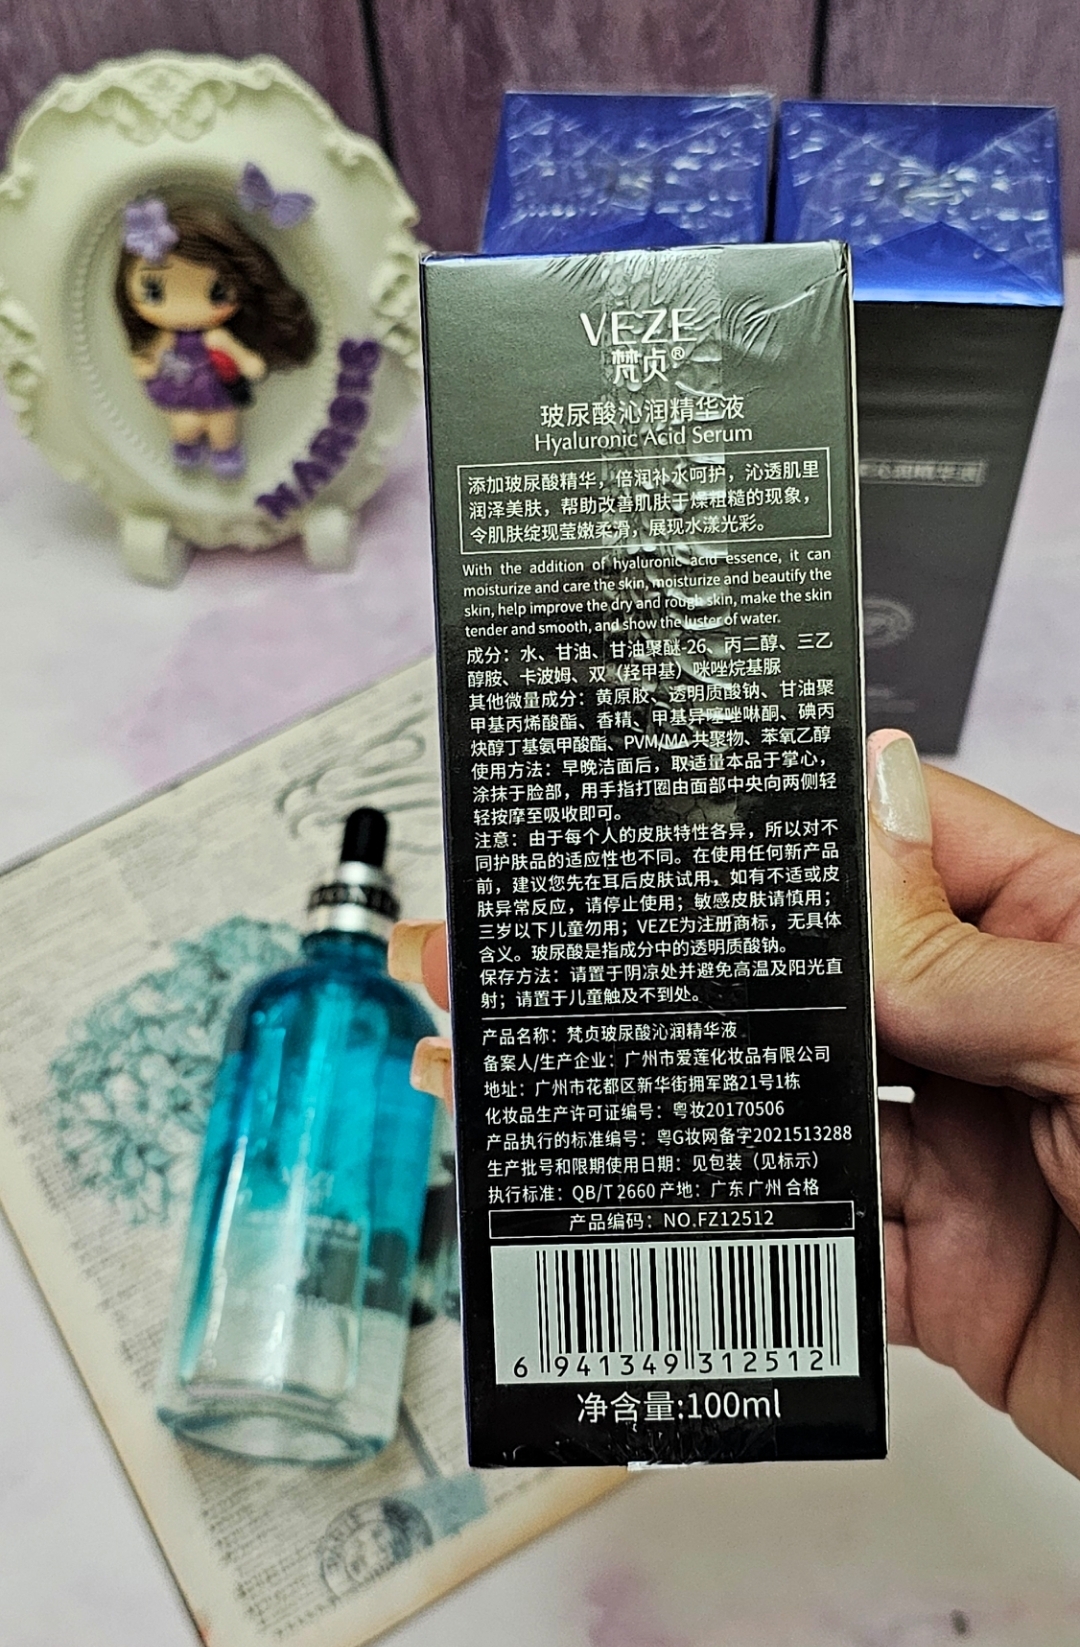 NARGIS
VEZE
梵贞®
玻尿酸沁润精华液
Hyaluronic Acid Serum
添加玻尿酸精华，倍润补水呵护，沁透肌里
润泽美肤，帮助改善肌肤干燥粗糙的现象，
令肌肤绽现莹嫩柔滑，展现水漾光彩。
With the addition of hyaluronic acid essence, it can
moisturize and care the skin, moisturize and beautify the
skin, help improve the dry and rough skin, make the skin
tender and smooth, and show the luster of water.
成分：水、甘油、甘油聚醚-26、丙二醇、三乙
醇胺、卡波姆、双（羟甲基）咪唑烷基脲
其他微量成分：黄原胶、透明质酸钠、甘油聚
甲基丙烯酸酯、香精、甲基异噻唑啉酮、碘丙
炔醇丁基氨甲酸酯、PVM/MA共聚物、苯氧乙醇
使用方法：早晚洁面后，取适量本品于掌心，
涂抹于脸部，用手指打圈由面部中央向两侧轻
轻按摩至吸收即可。
注意：由于每个人的皮肤特性各异，所以对不
同护肤品的适应性也不同。在使用任何新产品
前，建议您先在耳后皮肤试用，如有不适或皮
肤异常反应，请停止使用；敏感皮肤请慎用；
三岁以下儿童勿用；VEZE为注册商标，无具体
含义。玻尿酸是指成分中的透明质酸钠。
保存方法：请置于阴凉处并避免高温及阳光直
射；请置于儿童触及不到处。
产品名称：梵贞玻尿酸沁润精华液
备案人/生产企业：广州市爱莲化妆品有限公司
地址：广州市花都区新华街拥军路21号1栋
化妆品生产许可证编号：粤妆20170506
产品执行的标准编号：粤G妆网备字2021513288
生产批号和限期使用日期：见包装（见标示）
执行标准：QB/T 2660 产地：广东 广州 合格
产品编码：NO.FZ12512
6 941349 312512
净含量:100ml